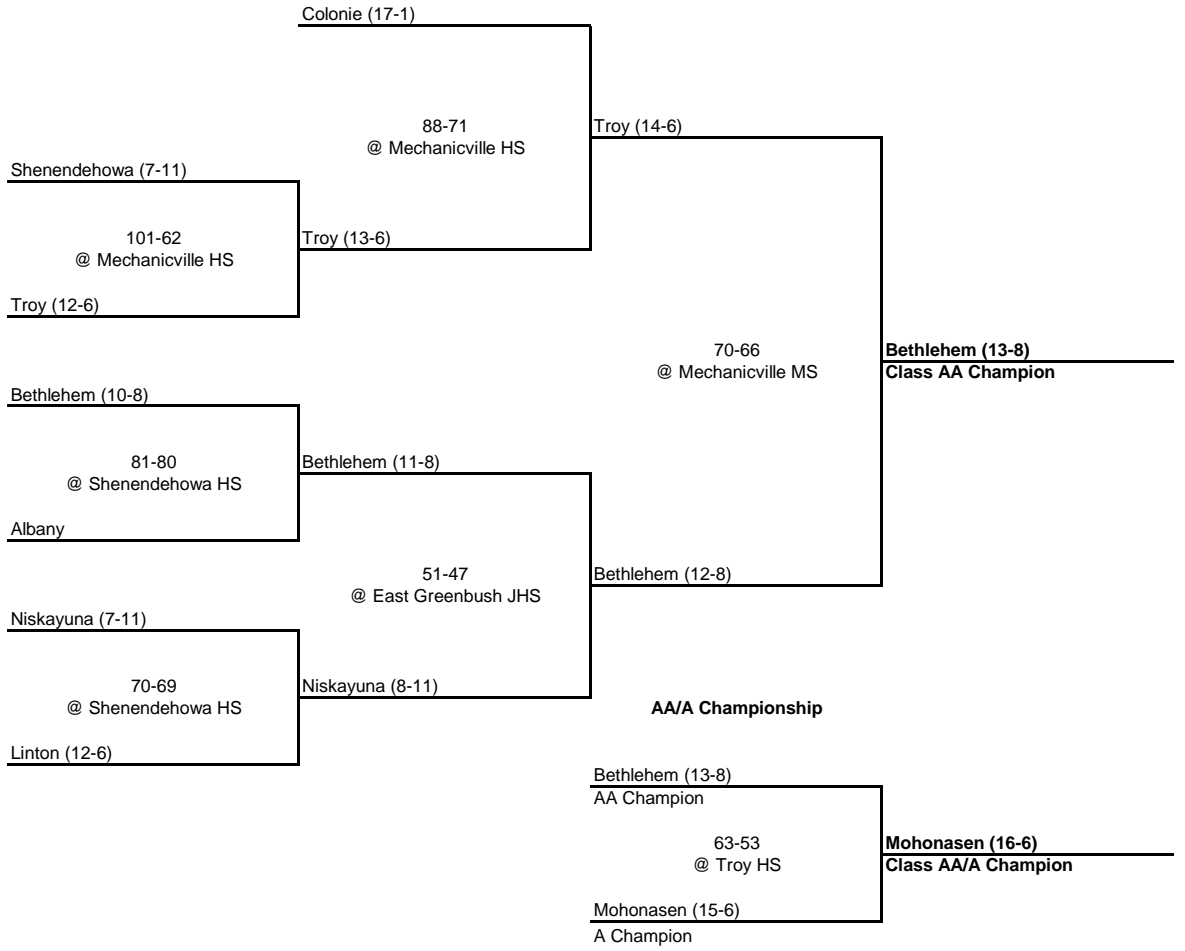 Colonie (17-1)
88-71
@ Mechanicville HS
Troy (14-6)
Shenendehowa (7-11)
101-62
@ Mechanicville HS
Troy (13-6)
Troy (12-6)
70-66
@ Mechanicville MS
Bethlehem (13-8)
Class AA Champion
Bethlehem (10-8)
81-80
@ Shenendehowa HS
Bethlehem (11-8)
Albany
51-47
@ East Greenbush JHS
Bethlehem (12-8)
Niskayuna (7-11)
70-69
@ Shenendehowa HS
Niskayuna (8-11)
Linton (12-6)
AA/A Championship
Bethlehem (13-8)
AA Champion
63-53
@ Troy HS
Mohonasen (16-6)
Class AA/A Champion
Mohonasen (15-6)
A Champion